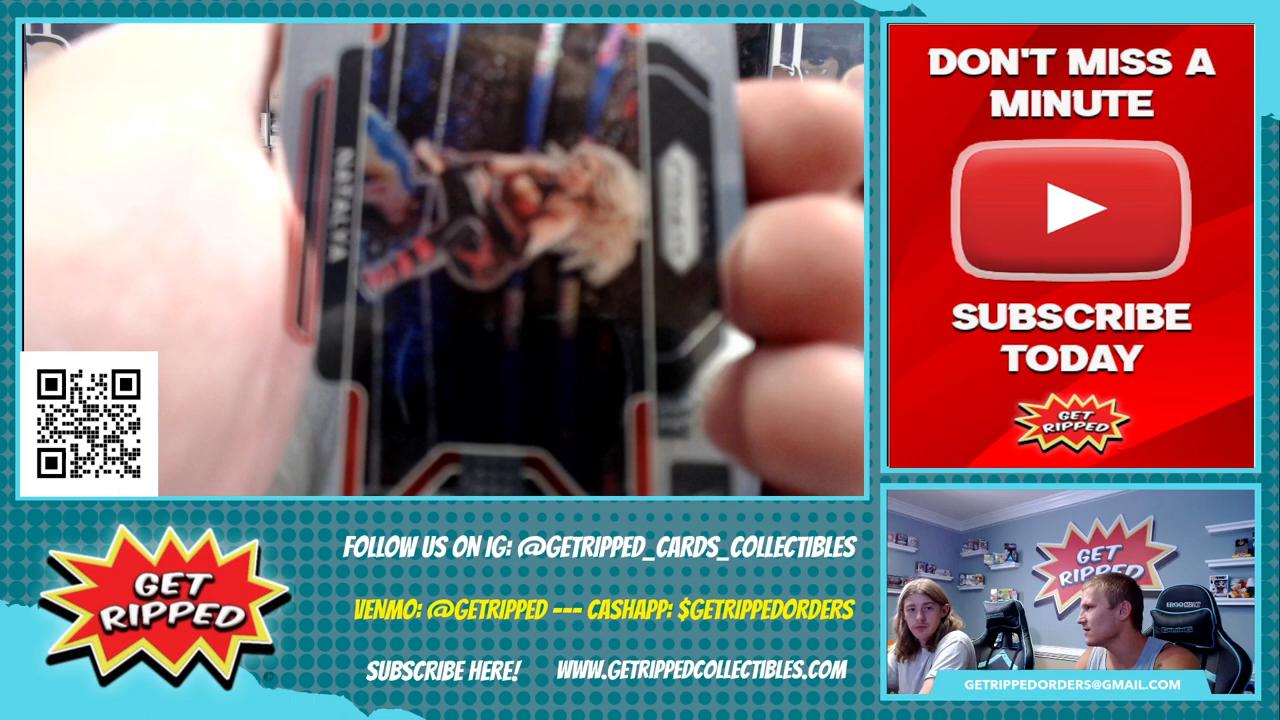 NATALYA
PRIZM
DON'T MISS A
MINUTE
SUBSCRIBE
TODAY
GET
RIPPED
GET
RIPPED
GETRIPPEDORDERS@GMAIL.COM
GET
RIPPED
FOLLOW US ON IG: @GETRIPPED_CARDS_COLLECTIBLES
VENMO: @GETRIPPED --- CASHAPP: $GETRIPPEDORDERS
SUBSCRIBE HERE! WWW.GETRIPPEDCOLLECTIBLES.COM